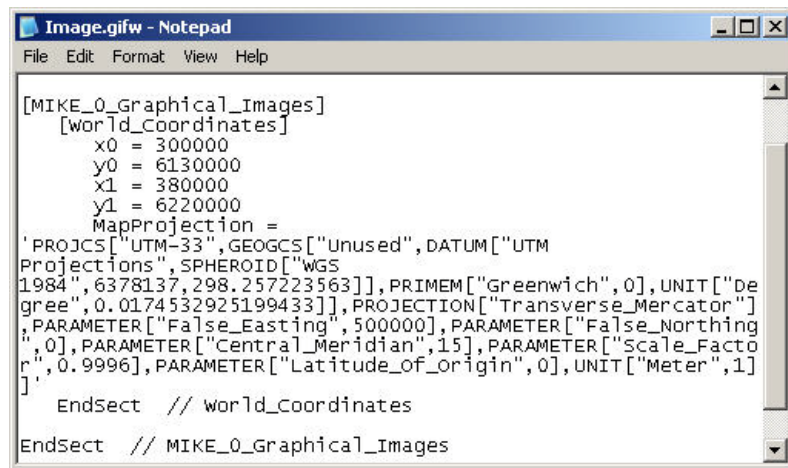 Image.gifw - Notepad
File Edit Format View Help
[MIKE_0_Graphical_Images]
[World_Coordinates]
x0 = 300000
y0 = 6130000
x1 = 380000
y1 = 6220000
MapProjection =
'PROJCS["UTM-33",GEOGCS["Unused",DATUM["UTM
Projections",SPHEROID["WGS
1984",6378137,298.257223563]],PRIMEM["Greenwich",0],UNIT["De
gree",0.0174532925199433]],PROJECTION["Transverse_Mercator"]
,PARAMETER["False_Easting",500000],PARAMETER["False_Northing
",0],PARAMETER["Central_Meridian",15],PARAMETER["Scale_Facto
r",0.9996],PARAMETER["Latitude_Of_Origin",0],UNIT["Meter",1]
]'
EndSect // World_Coordinates
EndSect // MIKE_0_Graphical_Images